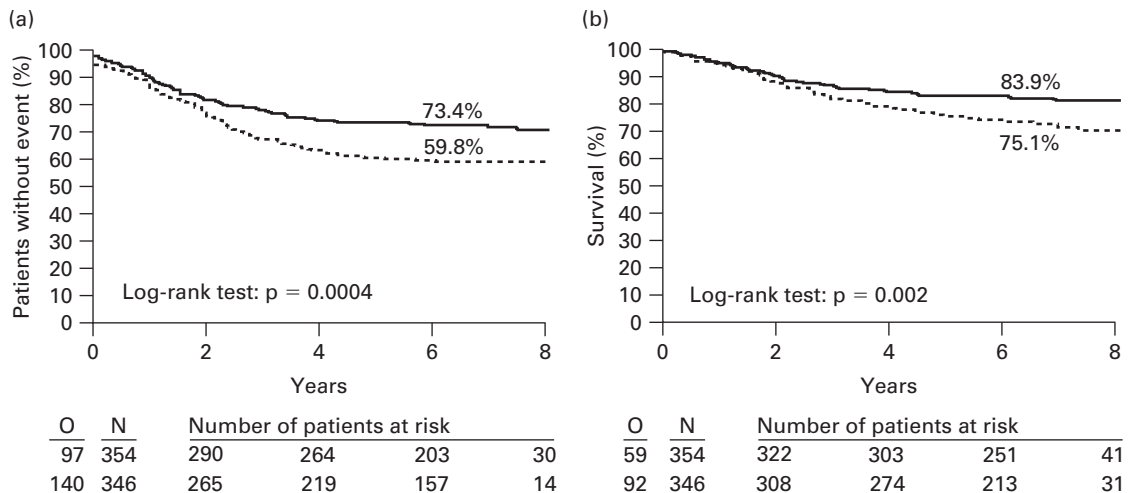 (a)
Patients without event (%)
100
90
80
70
60
50
40
30
20
10
0
73.4%
59.8%
Log-rank test: p = 0.0004
0 2 4 6 8
Years
O N Number of patients at risk
97 354 290 264 203 30
140 346 265 219 157 14
(b)
Survival (%)
100
90
80
70
60
50
40
30
20
10
0
83.9%
75.1%
Log-rank test: p = 0.002
0 2 4 6 8
Years
O N Number of patients at risk
59 354 322 303 251 41
92 346 308 274 213 31